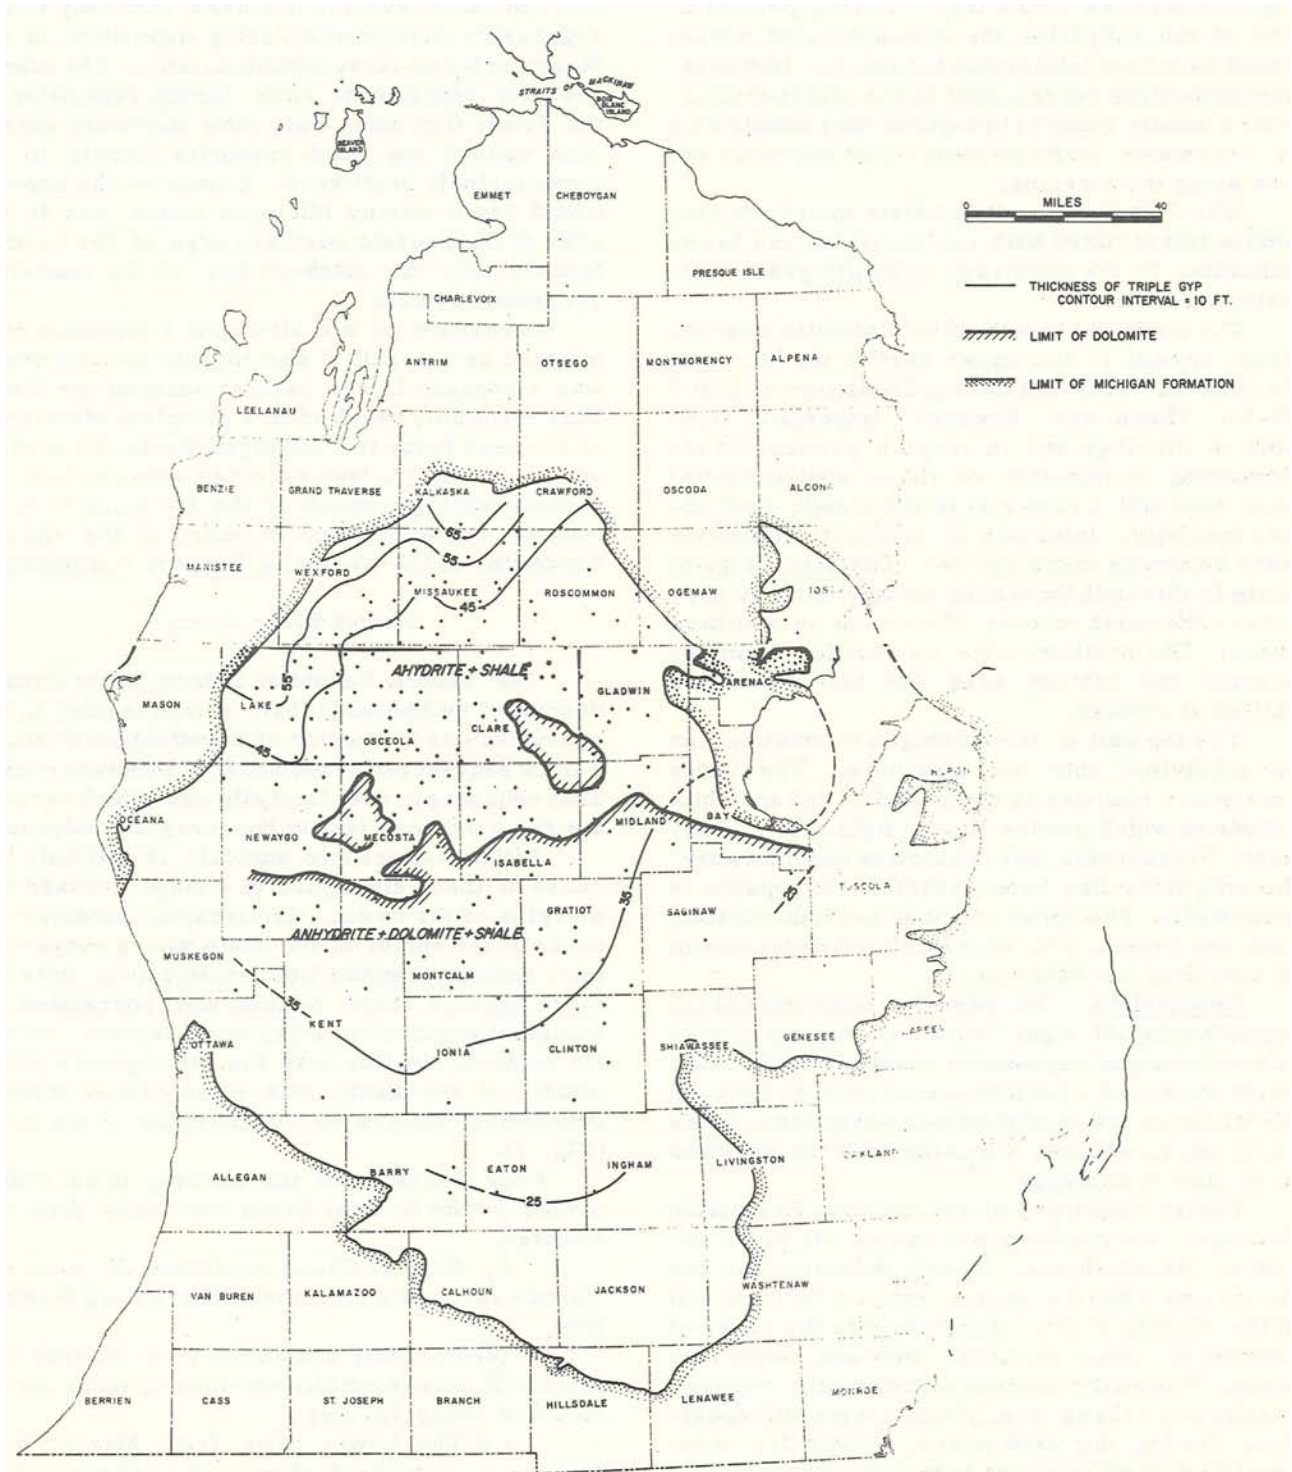 STRAITS OF MACKINAW
BOIS BLANC
ISLAND
BEAVER
ISLAND
EMMET
CHEBOYGAN
MILES
0 40
PRESQUE ISLE
THICKNESS OF TRIPLE GYP
CONTOUR INTERVAL = 10 FT.
CHARLEVOIX
LIMIT OF DOLOMITE
ANTRIM
OTSEGO
MONTMORENCY
ALPENA
LIMIT OF MICHIGAN FORMATION
LEELANAU
BENZIE
GRAND TRAVERSE
KALKASKA
CRAWFORD
OSCODA
ALCONA
65
55
MANISTEE
WEXFORD
MISSAUKEE
45
ROSCOMMON
OGEMAW
IOSC
AHYDRITE + SHALE
ARENAC
MASON
LAKE
55
GLADWIN
CLARE
OSCEOLA
45
HURON
OCEANA
NEWAYGO
MECOSTA
ISABELLA
MIDLAND
BAY
25
TUSCOLA
35
GRATIOT
SAGINAW
ANHYDRITE + DOLOMITE + SHALE
MUSKEGON
MONTCALM
35
KENT
OTTAWA
IONIA
CLINTON
SHIAWASSEE
GENESEE
LAPEER
ALLEGAN
BARRY
EATON
INGHAM
LIVINGSTON
OAKLAND
25
VAN BUREN
KALAMAZOO
CALHOUN
JACKSON
WASHTENAW
BERRIEN
CASS
ST. JOSEPH
BRANCH
HILLSDALE
LENAWEE
MONROE